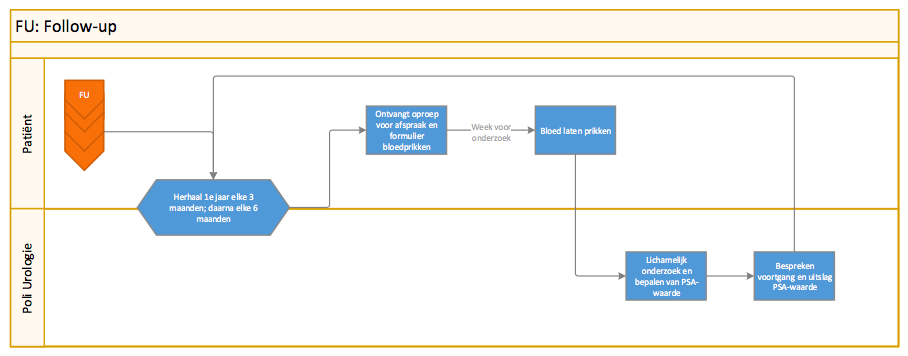 FU: Follow-up
Patiënt
FU
Ontvangt oproep
voor afspraak en
formulier
bloedprikken
Week voor
onderzoek
Bloed laten prikken
Herhaal 1e jaar elke 3
maanden; daarna elke 6
maanden
Poli Urologie
Lichamelijk
onderzoek en
bepalen van PSA-
waarde
Bespreken
voortgang en uitslag
PSA-waarde